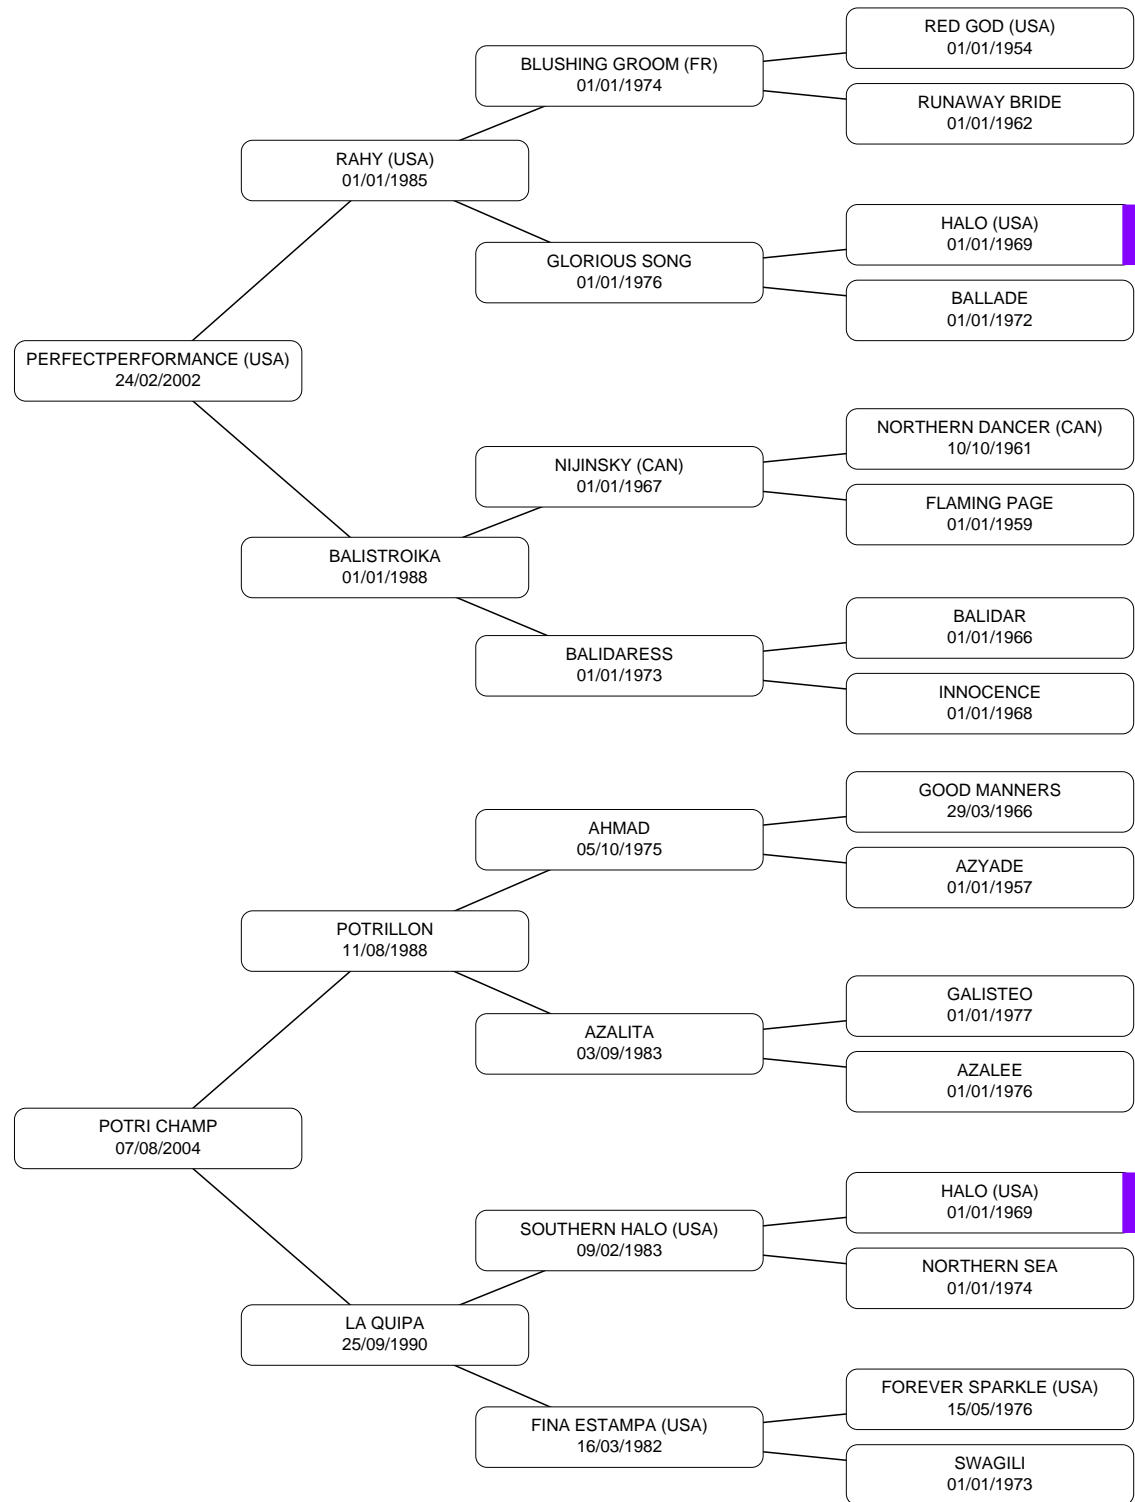 RED GOD (USA)
01/01/1954
BLUSHING GROOM (FR)
01/01/1974
RUNAWAY BRIDE
01/01/1962
RAHY (USA)
01/01/1985
HALO (USA)
01/01/1969
GLORIOUS SONG
01/01/1976
BALLADE
01/01/1972
PERFECTPERFORMANCE (USA)
24/02/2002
NORTHERN DANCER (CAN)
10/10/1961
NIJINSKY (CAN)
01/01/1967
FLAMING PAGE
01/01/1959
BALISTROIKA
01/01/1988
BALIDAR
01/01/1966
BALIDARESS
01/01/1973
INNOCENCE
01/01/1968
GOOD MANNERS
29/03/1966
AHMAD
05/10/1975
AZYADE
01/01/1957
POTRILLON
11/08/1988
GALISTEO
01/01/1977
AZALITA
03/09/1983
AZALEE
01/01/1976
POTRI CHAMP
07/08/2004
HALO (USA)
01/01/1969
SOUTHERN HALO (USA)
09/02/1983
NORTHERN SEA
01/01/1974
LA QUIPA
25/09/1990
FOREVER SPARKLE (USA)
15/05/1976
FINA ESTAMPA (USA)
16/03/1982
SWAGILI
01/01/1973